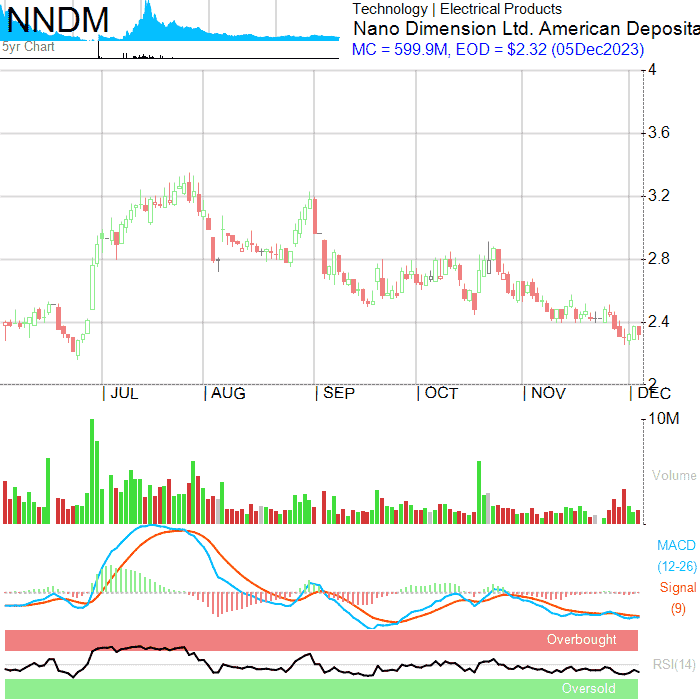 NNDM
5yr Chart
Technology | Electrical Products
Nano Dimension Ltd. American Deposita
MC = 599.9M, EOD = $2.32 (05Dec2023)
4
3.6
3.2
2.8
2.4
2
| JUL | AUG | SEP | OCT | NOV | DEC
10M
Volume
MACD
(12-26)
Signal
(9)
Overbought
RSI(14)
Oversold